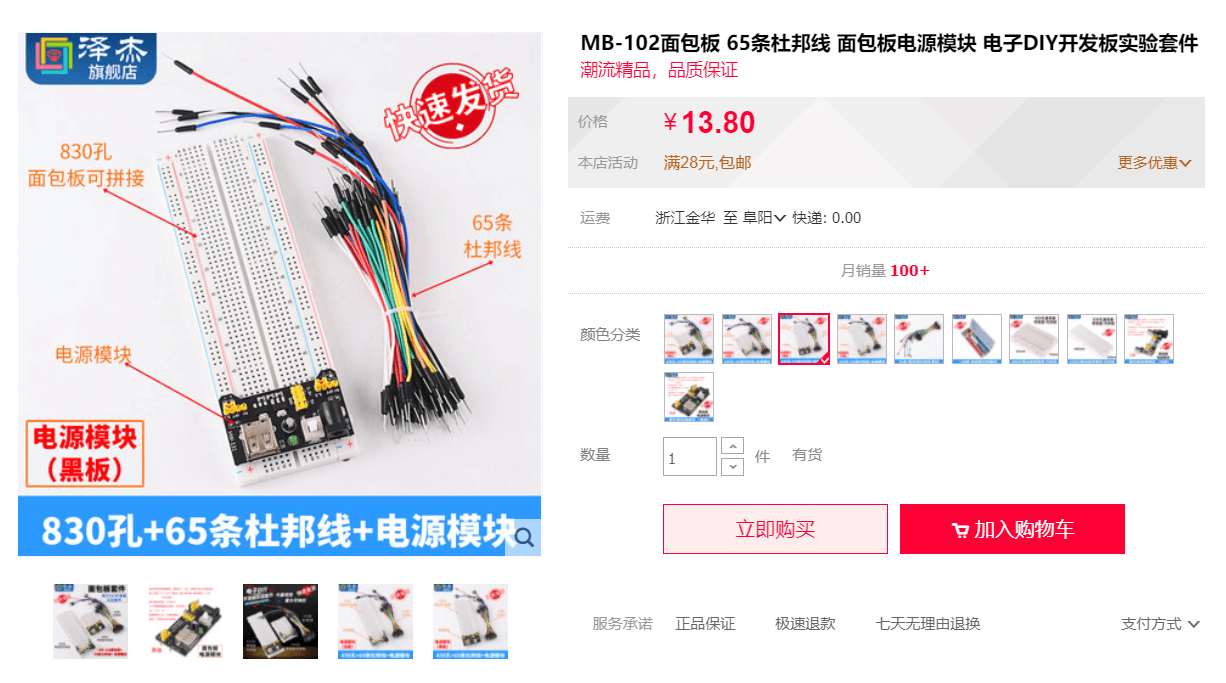 泽杰
旗舰店
快速发货
830孔
面包板可拼接
65条
杜邦线
电源模块
电源模块
（黑板）
830孔+65条杜邦线+电源模块
MB-102面包板 65条杜邦线 面包板电源模块 电子DIY开发板实验套件
潮流精品，品质保证
价格 ¥13.80
本店活动 满28元,包邮 更多优惠
运费 浙江金华 至 阜阳 快递: 0.00
月销量 100+
颜色分类
数量 1 件 有货
立即购买 加入购物车
服务承诺 正品保证 极速退款 七天无理由退换 支付方式